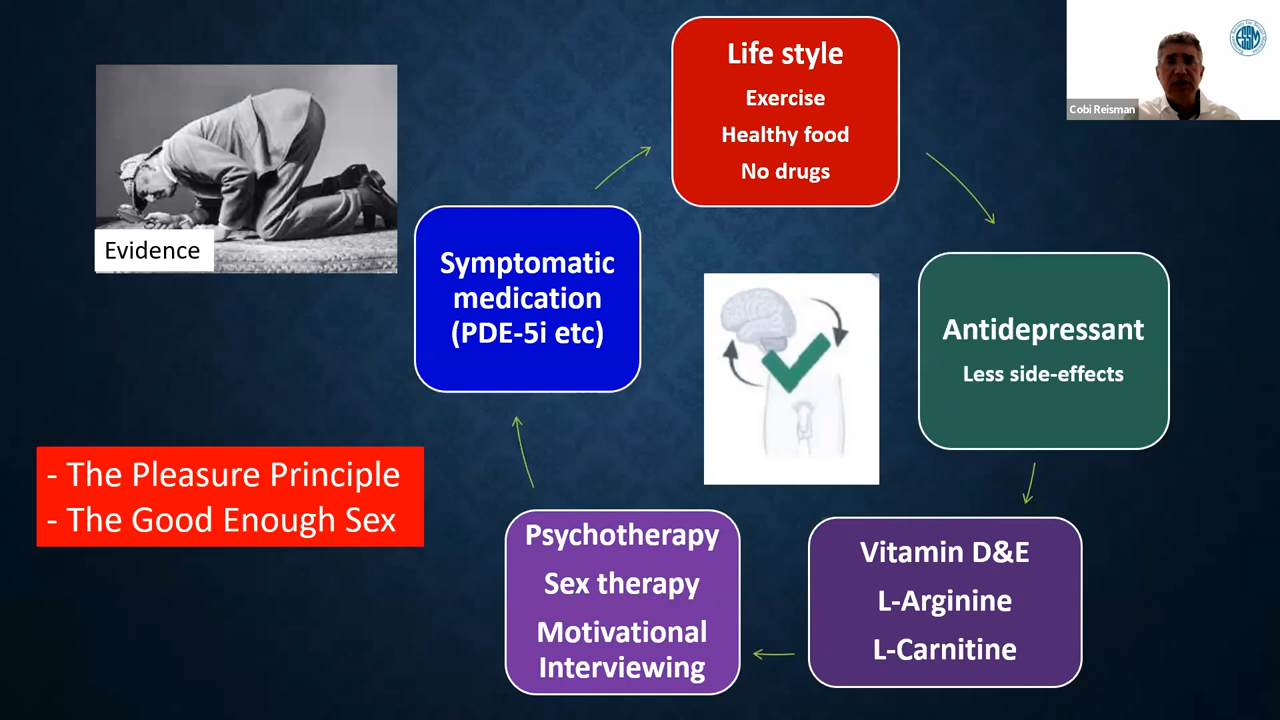 Life style
Exercise
Healthy food
No drugs
ESSM
Cobi Reisman
Evidence
Symptomatic
medication
(PDE-5i etc)
Antidepressant
Less side-effects
- The Pleasure Principle
- The Good Enough Sex
Psychotherapy
Sex therapy
Motivational
Interviewing
Vitamin D&E
L-Arginine
L-Carnitine